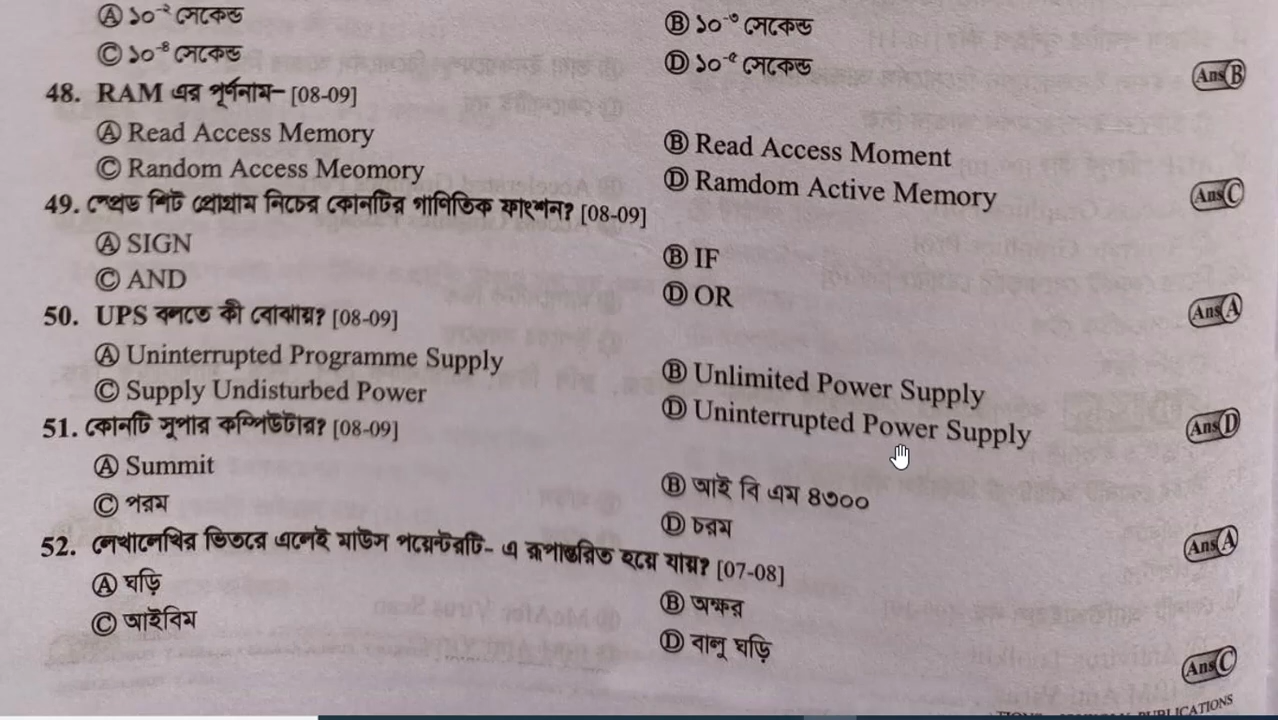 Ⓐ ১০⁻² সেকেন্ড Ⓑ ১০⁻³ সেকেন্ড
Ⓒ ১০⁻⁴ সেকেন্ড Ⓓ ১০⁻⁵ সেকেন্ড Ans Ⓑ
48. RAM এর পূর্ণনাম– [08-09]
Ⓐ Read Access Memory Ⓑ Read Access Moment
Ⓒ Random Access Meomory Ⓓ Ramdom Active Memory Ans Ⓒ
49. স্প্রেড শিট প্রোগ্রাম নিচের কোনটির গাণিতিক ফাংশন? [08-09]
Ⓐ SIGN Ⓑ IF
Ⓒ AND Ⓓ OR Ans Ⓐ
50. UPS বলতে কী বোঝায়? [08-09]
Ⓐ Uninterrupted Programme Supply Ⓑ Unlimited Power Supply
Ⓒ Supply Undisturbed Power Ⓓ Uninterrupted Power Supply Ans Ⓓ
51. কোনটি সুপার কম্পিউটার? [08-09]
Ⓐ Summit Ⓑ আই বি এম ৪৩০০
Ⓒ পরম Ⓓ চরম Ans Ⓐ
52. লেখালেখির ভিতরে এলেই মাউস পয়েন্টরটি- এ রূপান্তরিত হয়ে যায়? [07-08]
Ⓐ ঘড়ি Ⓑ অক্ষর
Ⓒ আইবিম Ⓓ বালু ঘড়ি Ans Ⓒ
PUBLICATIONS